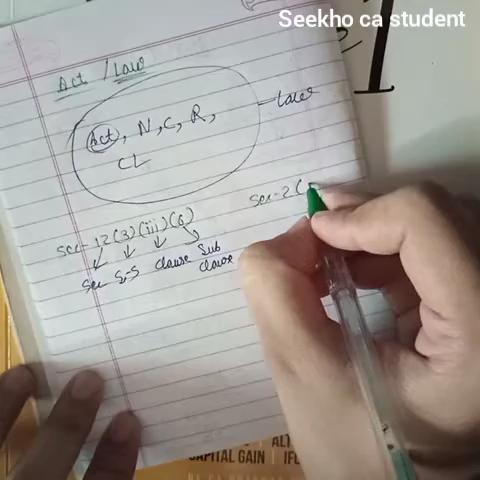 Seekho ca student
Act / Law
Act, N, C, R, - Law
CL
Sec-12(3)(iii)(6) Sec-2(
Sec S-S Clause Sub
Clause
CAPITAL GAIN